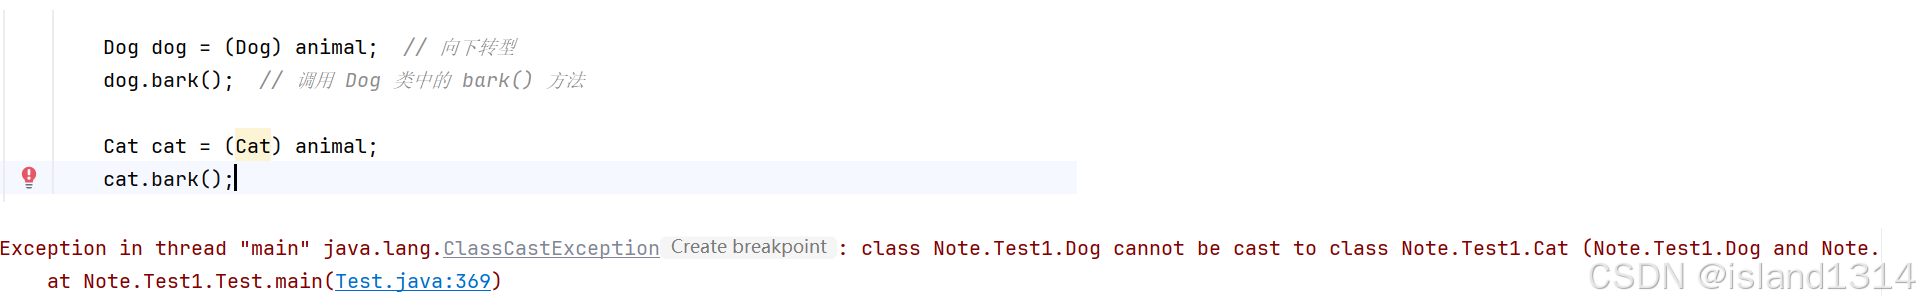 Dog dog = (Dog) animal;  // 向下转型
dog.bark();  // 调用 Dog 类中的 bark() 方法
Cat cat = (Cat) animal;
cat.bark();
Exception in thread "main" java.lang.ClassCastException Create breakpoint : class Note.Test1.Dog cannot be cast to class Note.Test1.Cat (Note.Test1.Dog and Note.
at Note.Test1.Test.main(Test.java:369)
CSDN @island1314